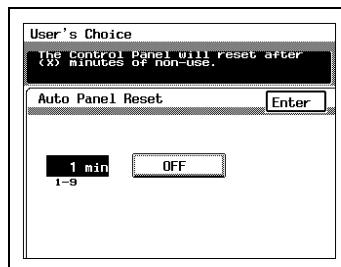 User's Choice
The Control Panel will reset after
(X) minutes of non-use.
Auto Panel Reset
Enter
1 min
OFF
1-9